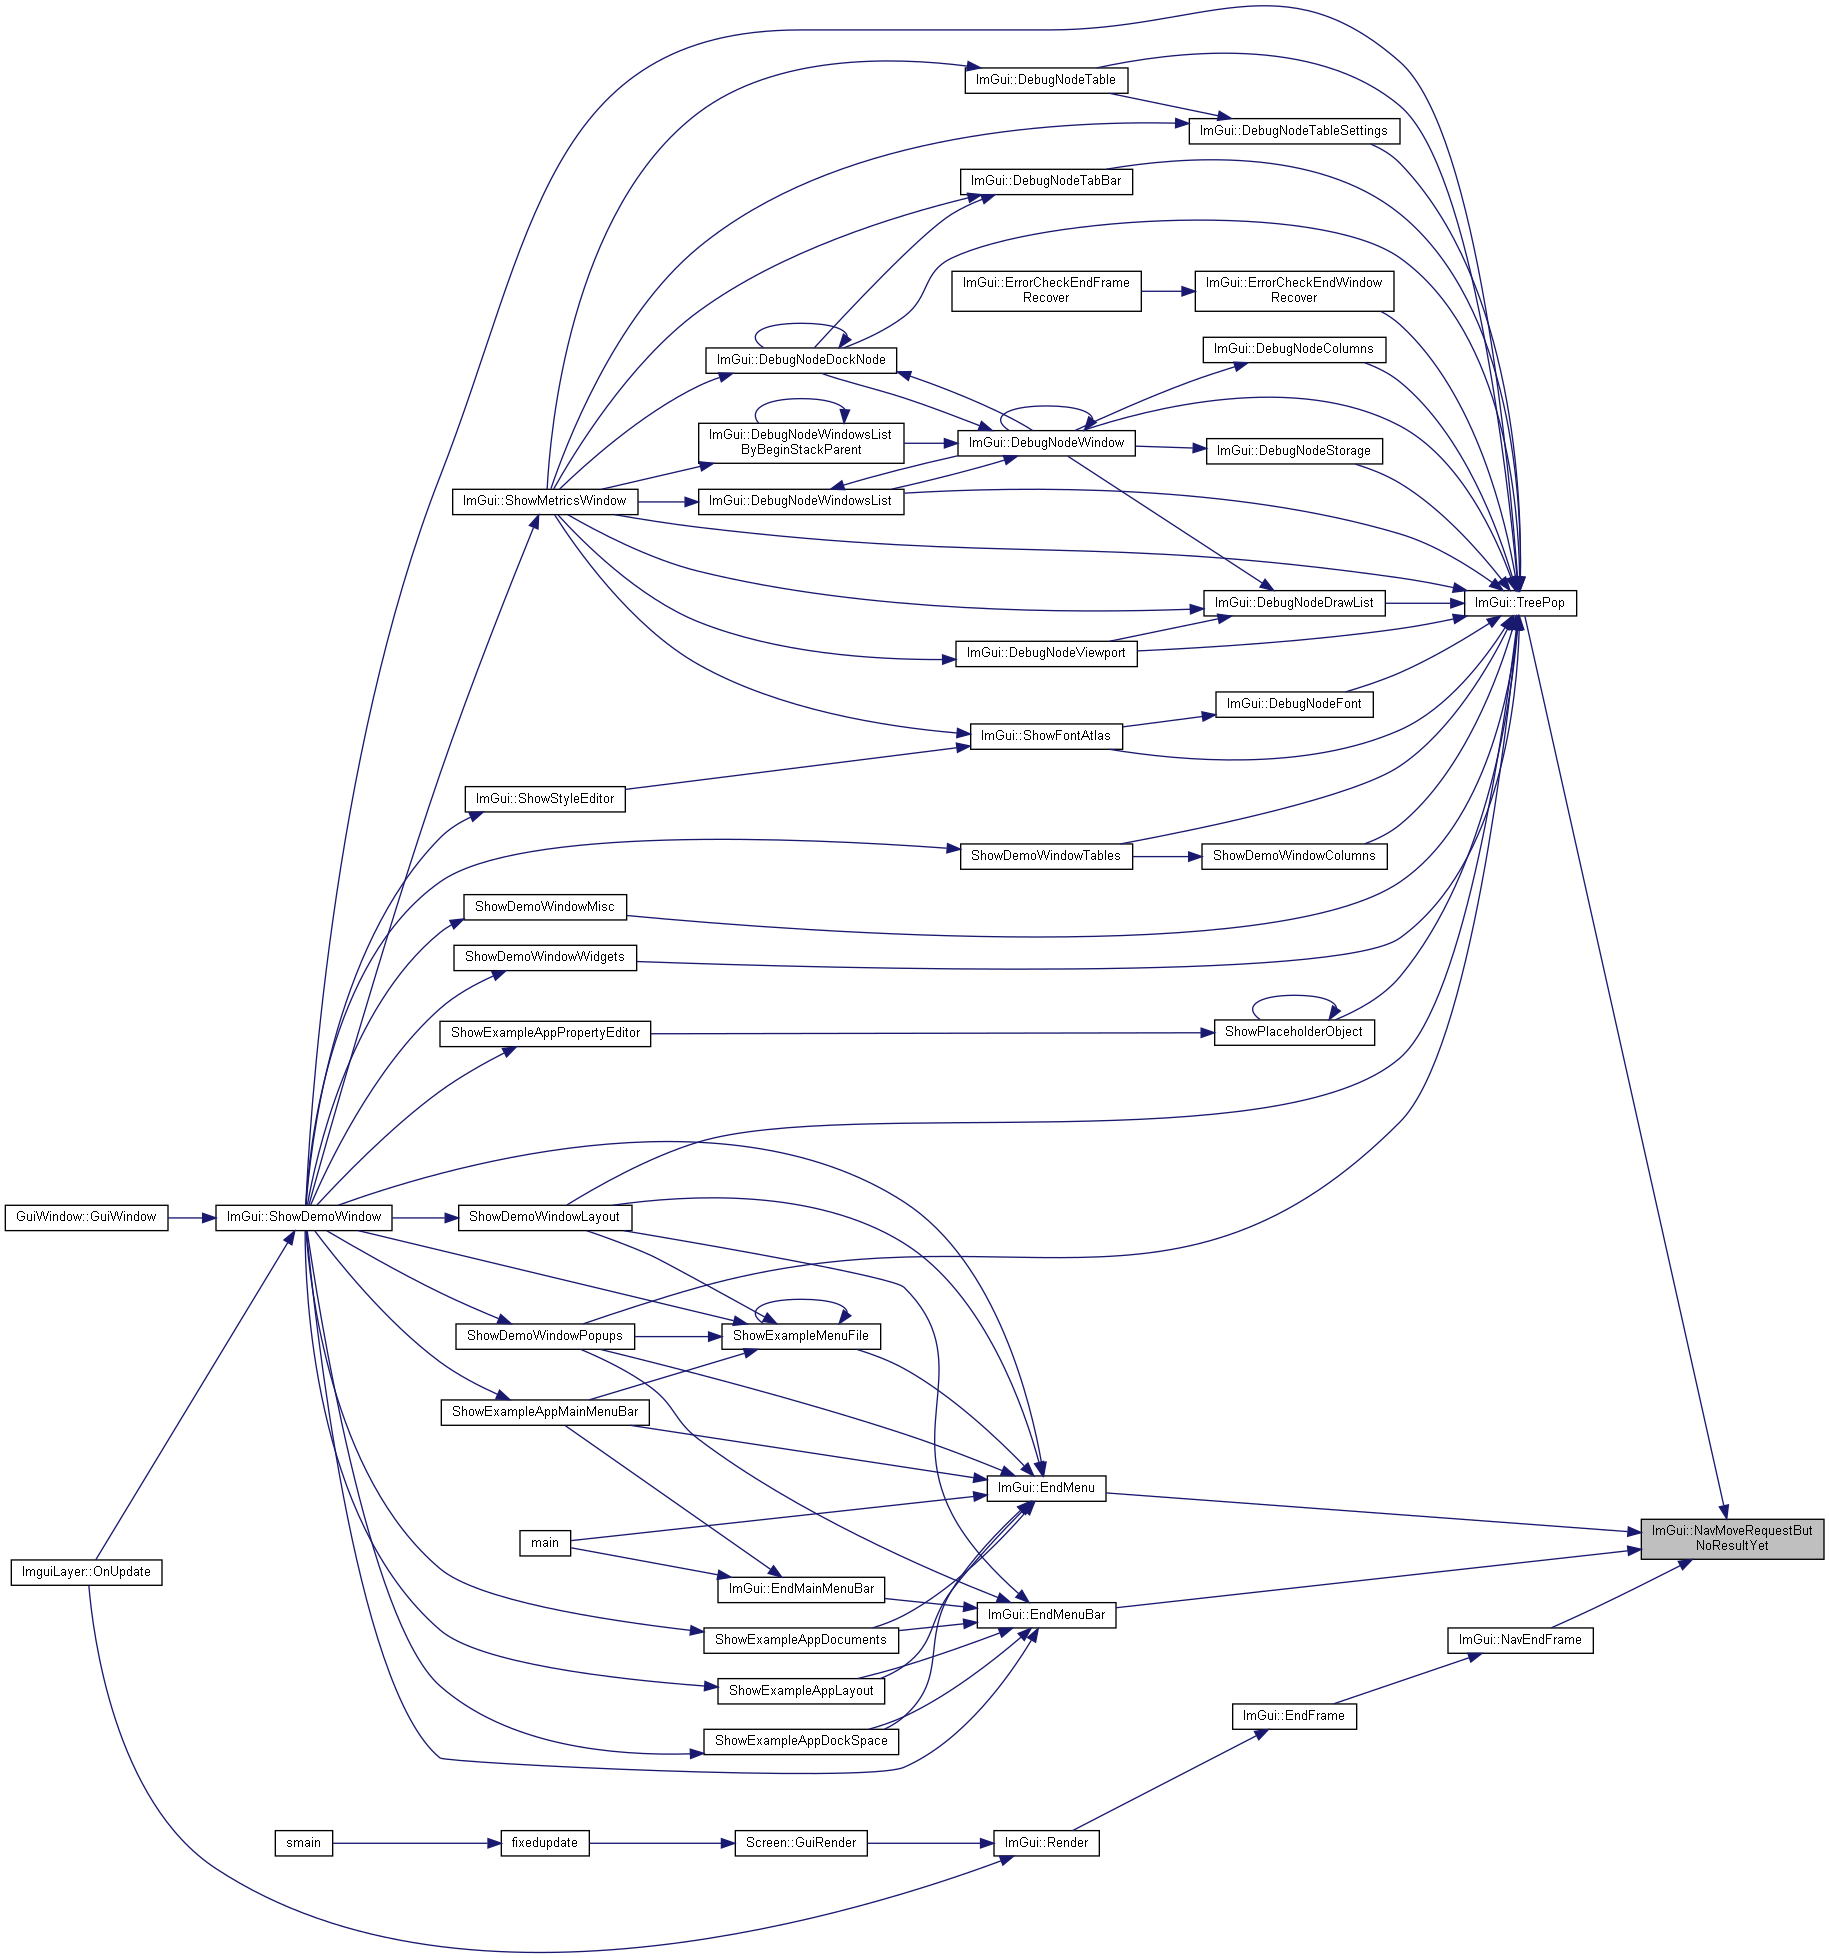 ImGui::DebugNodeTable
ImGui::DebugNodeTableSettings
ImGui::DebugNodeTabBar
ImGui::ErrorCheckEndFrame
Recover
ImGui::ErrorCheckEndWindow
Recover
ImGui::DebugNodeDockNode
ImGui::DebugNodeColumns
ImGui::DebugNodeWindowsList
ByBeginStackParent
ImGui::DebugNodeWindow
ImGui::DebugNodeStorage
ImGui::ShowMetricsWindow
ImGui::DebugNodeWindowsList
ImGui::DebugNodeDrawList
ImGui::TreePop
ImGui::DebugNodeViewport
ImGui::DebugNodeFont
ImGui::ShowFontAtlas
ImGui::ShowStyleEditor
ShowDemoWindowTables
ShowDemoWindowColumns
ShowDemoWindowMisc
ShowDemoWindowWidgets
ShowExampleAppPropertyEditor
ShowPlaceholderObject
GuiWindow::GuiWindow
ImGui::ShowDemoWindow
ShowDemoWindowLayout
ShowDemoWindowPopups
ShowExampleMenuFile
ShowExampleAppMainMenuBar
ImGui::EndMenu
main
ImGui::NavMoveRequestBut
NoResultYet
ImguiLayer::OnUpdate
ImGui::EndMainMenuBar
ImGui::EndMenuBar
ShowExampleAppDocuments
ImGui::NavEndFrame
ShowExampleAppLayout
ImGui::EndFrame
ShowExampleAppDockSpace
smain
fixedupdate
Screen::GuiRender
ImGui::Render